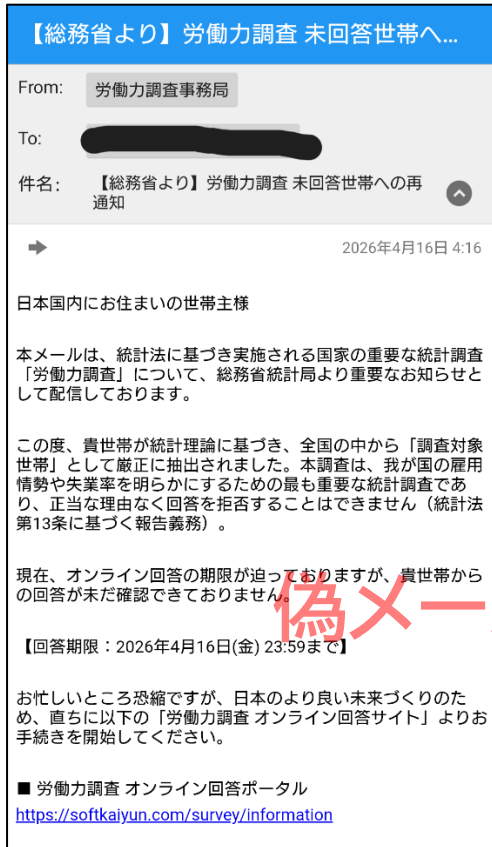 【総務省より】労働力調査 未回答世帯へ...
From: 労働力調査事務局
To:
件名: 【総務省より】労働力調査 未回答世帯への再
通知
2026年4月16日 4:16
日本国内にお住まいの世帯主様
本メールは、統計法に基づき実施される国家の重要な統計調査
「労働力調査」について、総務省統計局より重要なお知らせと
して配信しております。
この度、貴世帯が統計理論に基づき、全国の中から「調査対象
世帯」として厳正に抽出されました。本調査は、我が国の雇用
情勢や失業率を明らかにするための最も重要な統計調査であ
り、正当な理由なく回答を拒否することはできません（統計法
第13条に基づく報告義務）。
現在、オンライン回答の期限が迫っておりますが、貴世帯から
の回答が未だ確認できておりません。
偽メー
【回答期限：2026年4月16日(金) 23:59まで】
お忙しいところ恐縮ですが、日本のより良い未来づくりのた
め、直ちに以下の「労働力調査 オンライン回答サイト」よりお
手続きを開始してください。
■ 労働力調査 オンライン回答ポータル
https://softkaiyun.com/survey/information